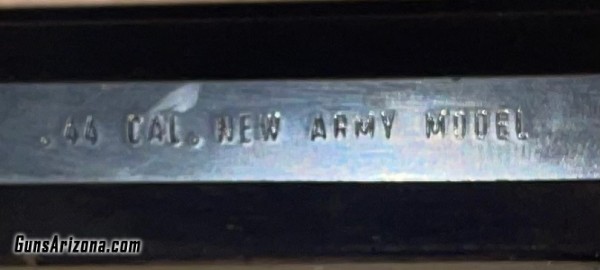 .44 CAL. NEW ARMY MODEL
GunsArizona.com